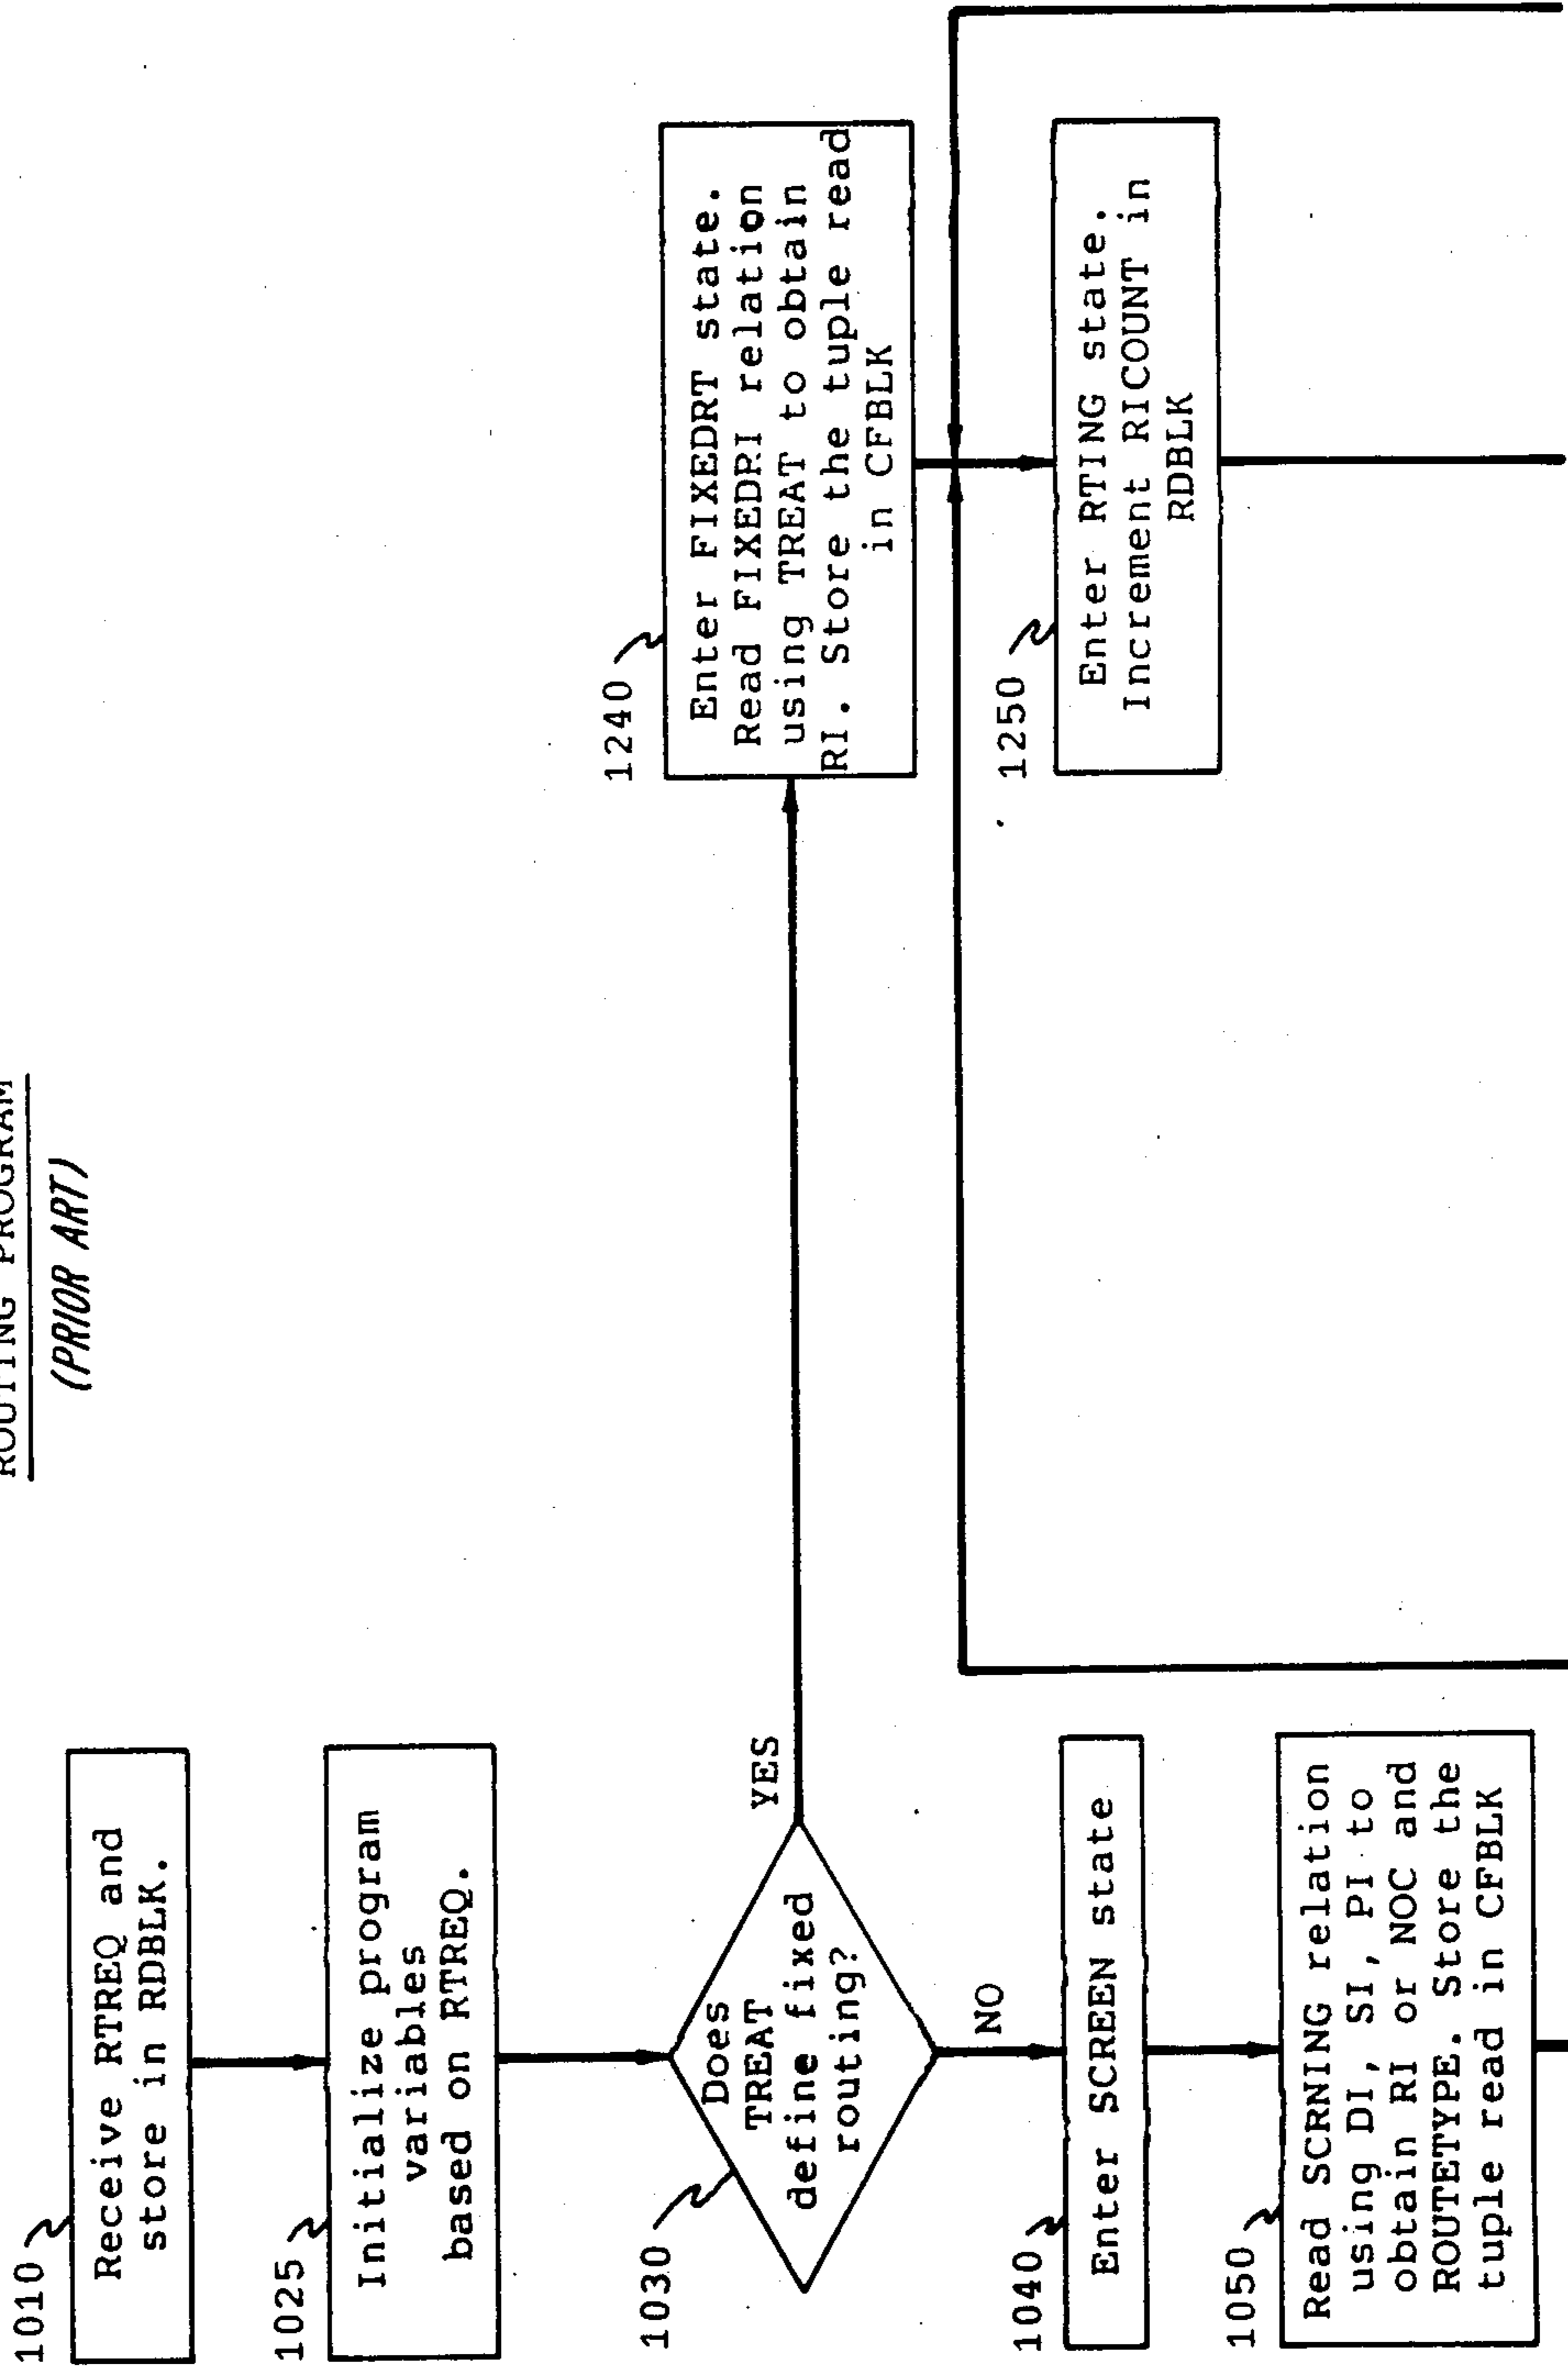 ROUTING PROGRAM
(PRIOR ART)
1010
Receive RTREQ and
store in RDBLK.
1025
Initialize program
variables
based on RTREQ.
1030
Does
TREAT
define fixed
routing?
YES
NO
1040
Enter SCREEN state
1050
Read SCRNING relation
using DI, SI, PI to
obtain RI or NOC and
ROUTETYPE. Store the
tuple read in CFBLK
1240
Enter FIXEDRT state.
Read FIXEDRI relation
using TREAT to obtain
RI. Store the tuple read
in CFBLK
1250
Enter RTING state.
Increment RICOUNT in
RDBLK